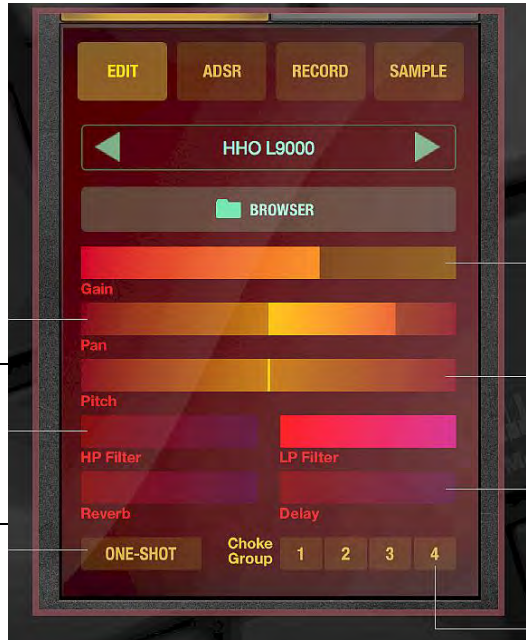 EDIT ADSR RECORD SAMPLE
HHO L9000
BROWSER
Gain
Pan
Pitch
HP Filter LP Filter
Reverb Delay
ONE-SHOT Choke Group 1 2 3 4